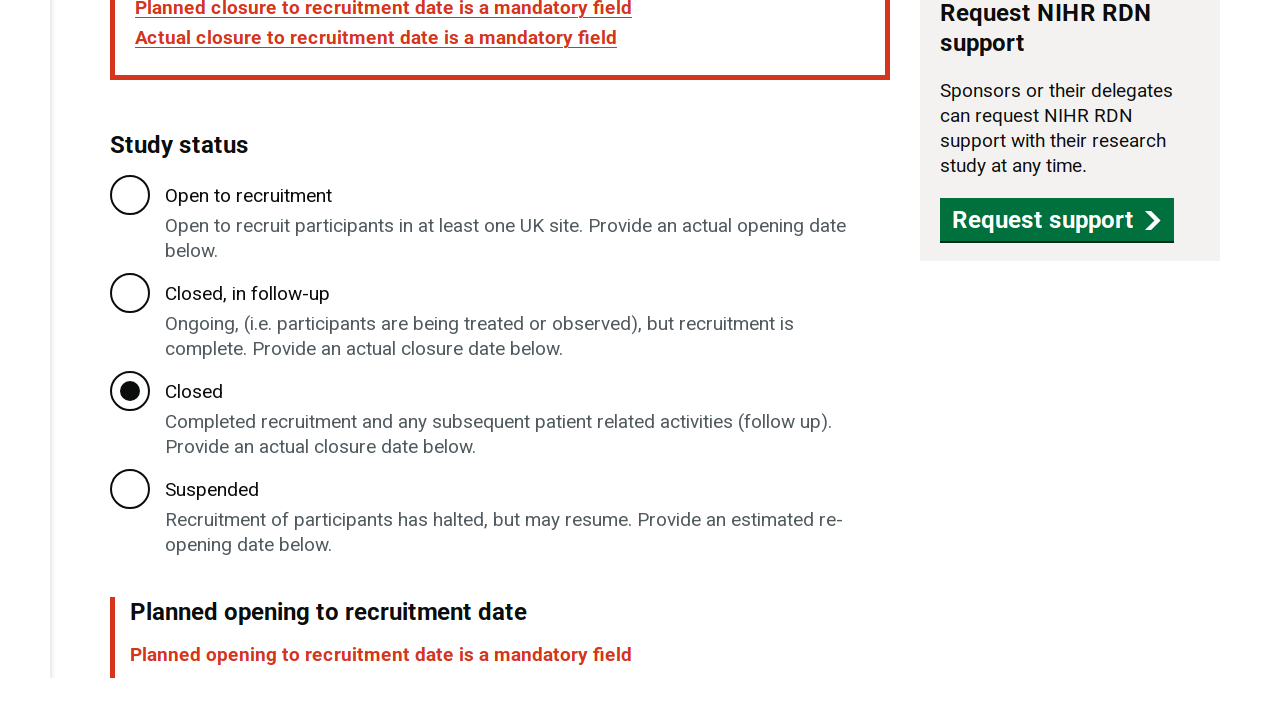 Planned closure to recruitment date is a mandatory field
Actual closure to recruitment date is a mandatory field
Study status
Open to recruitment
Open to recruit participants in at least one UK site. Provide an actual opening date
below.
Closed, in follow-up
Ongoing, (i.e. participants are being treated or observed), but recruitment is
complete. Provide an actual closure date below.
Closed
Completed recruitment and any subsequent patient related activities (follow up).
Provide an actual closure date below.
Suspended
Recruitment of participants has halted, but may resume. Provide an estimated re-
opening date below.
Planned opening to recruitment date
Planned opening to recruitment date is a mandatory field
Request NIHR RDN
support
Sponsors or their delegates
can request NIHR RDN
support with their research
study at any time.
Request support